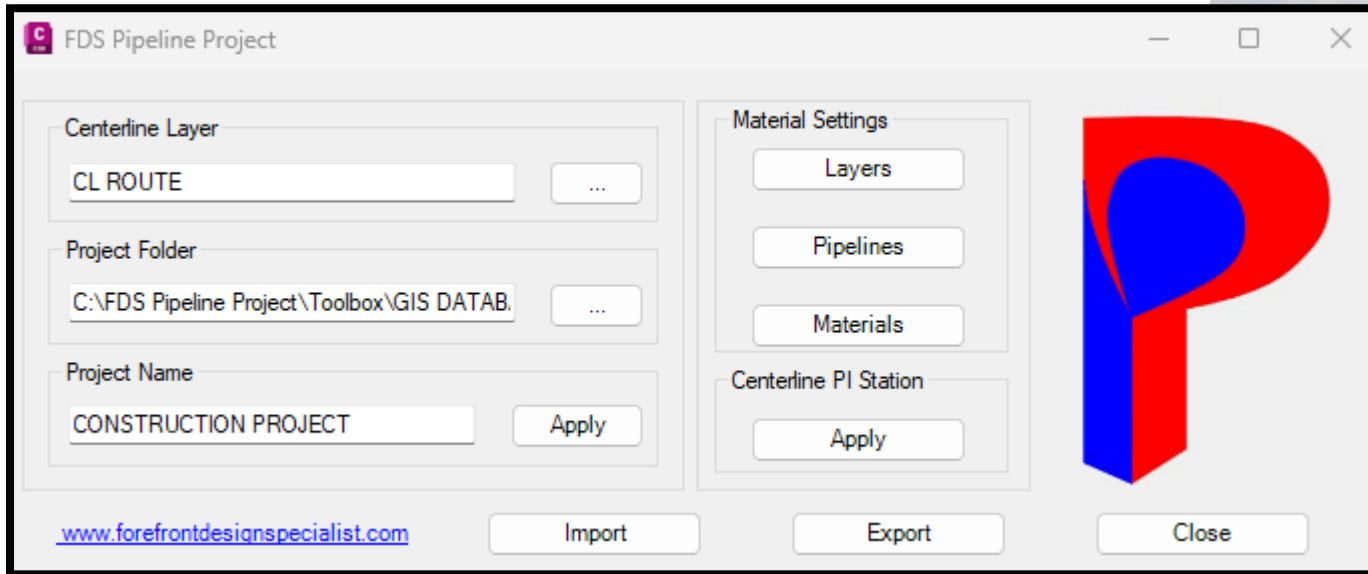 FDS Pipeline Project
Centerline Layer
CL ROUTE
...
Project Folder
C:\FDS Pipeline Project\Toolbox\GIS DATAB.
...
Project Name
CONSTRUCTION PROJECT
Apply
Material Settings
Layers
Pipelines
Materials
Centerline PI Station
Apply
www.forefrontdesignspecialist.com
Import
Export
Close